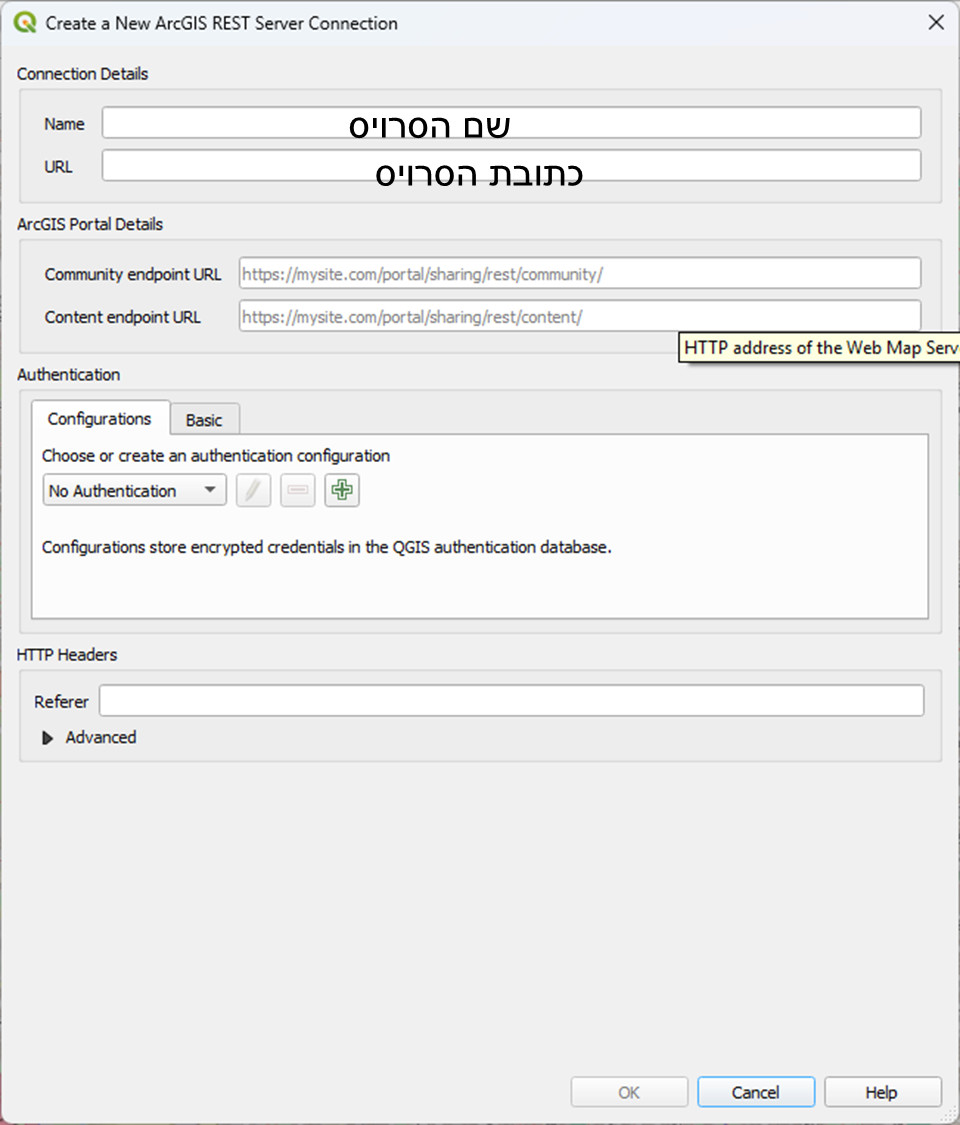 Create a New ArcGIS REST Server Connection
Connection Details
Name שם הסרויס
URL כתובת הסרויס
ArcGIS Portal Details
Community endpoint URL https://mysite.com/portal/sharing/rest/community/
Content endpoint URL https://mysite.com/portal/sharing/rest/content/
HTTP address of the Web Map Serv
Authentication
Configurations Basic
Choose or create an authentication configuration
No Authentication
Configurations store encrypted credentials in the QGIS authentication database.
HTTP Headers
Referer
Advanced
OK Cancel Help